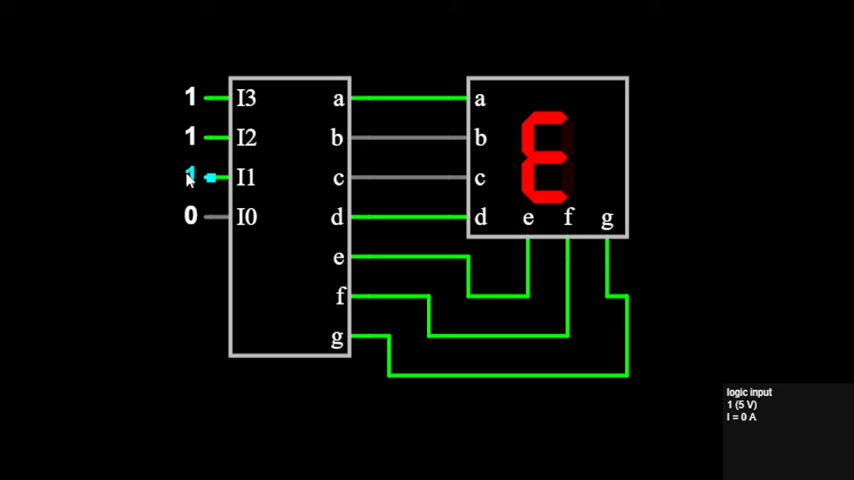 1 I3 a a
1 I2 b b
1 I1 c c
0 I0 d d e f g
e
f
g
E
logic input
1 (5 V)
I = 0 A